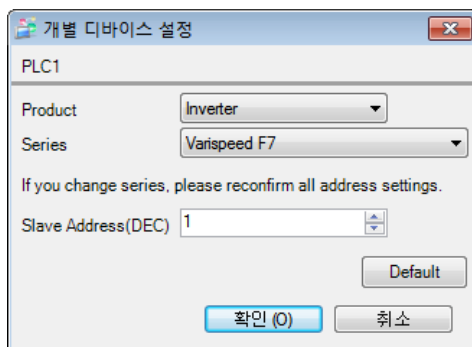 개별 디바이스 설정
PLC1
Product Inverter
Series Varispeed F7
If you change series, please reconfirm all address settings.
Slave Address(DEC) 1
Default
확인 (O) 취소